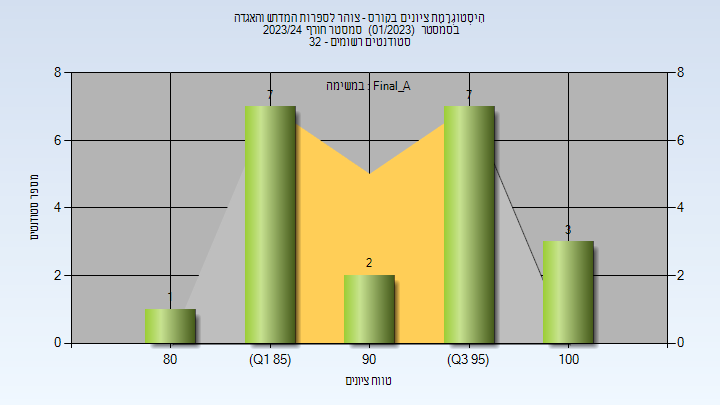 הִיסְטוֹגְרָמַת ציונים בקורס - צוהר לספרות המדרש והאגדה
בסמסטר (01/2023) סמסטר חורף 2023/24
סטודנטים רשומים - 32
במשימה : Final_A
8 8
7 7
6 6
4 4
3
2
2 2
1
0 0
80 (Q1 85) 90 (Q3 95) 100
מספר סטודנטים
טווח ציונים